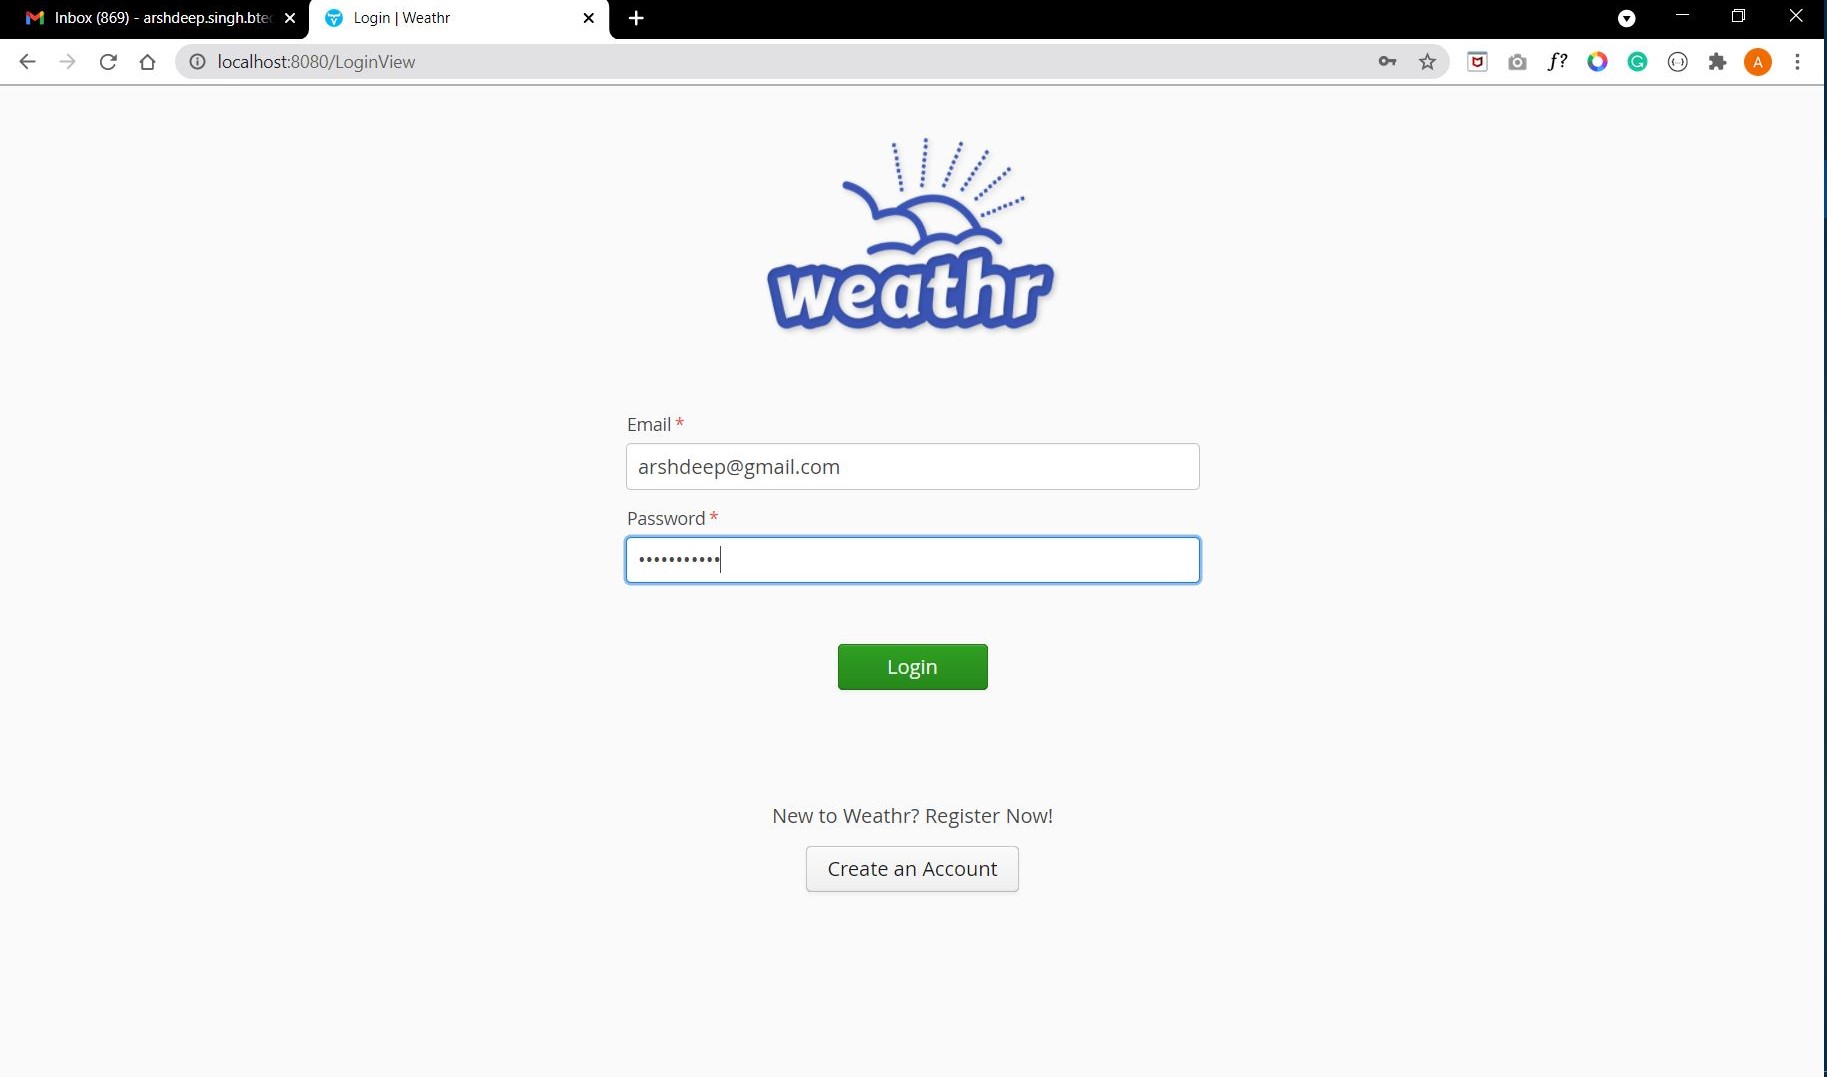 Inbox (869) - arshdeep.singh.btec
Login | Weathr
localhost:8080/LoginView
f?
A
weathr
Email *
arshdeep@gmail.com
Password *
•••••••••••
Login
New to Weathr? Register Now!
Create an Account